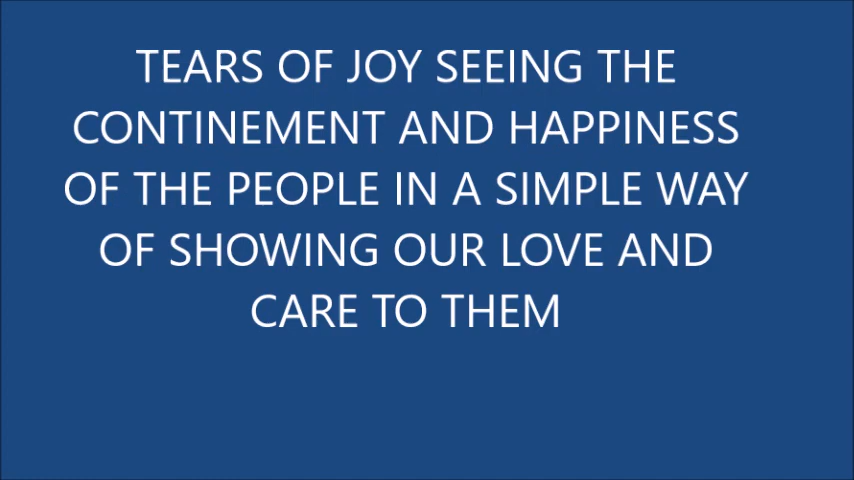 TEARS OF JOY SEEING THE
CONTINEMENT AND HAPPINESS
OF THE PEOPLE IN A SIMPLE WAY
OF SHOWING OUR LOVE AND
CARE TO THEM